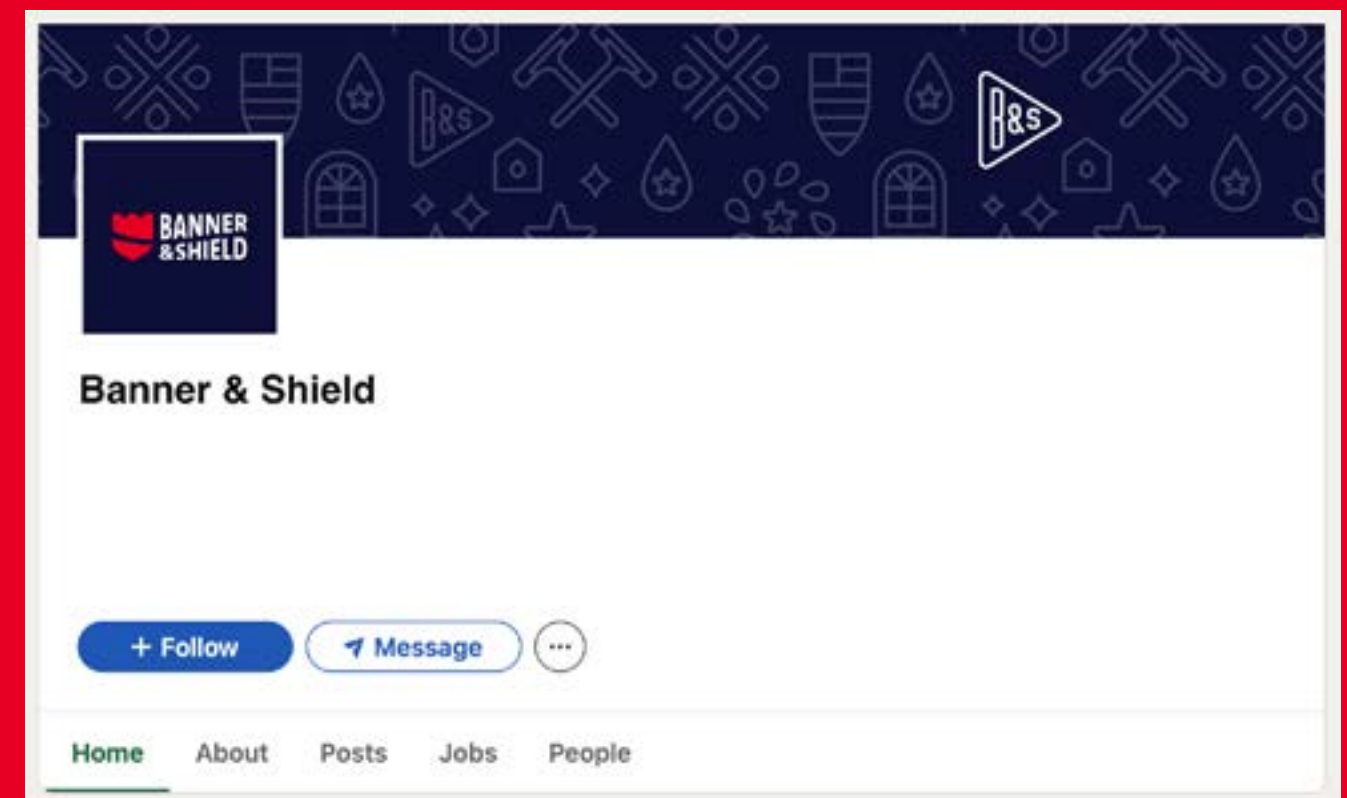 B&S
B&S
BANNER
& SHIELD
Banner & Shield
+ Follow
Message
Home About Posts Jobs People